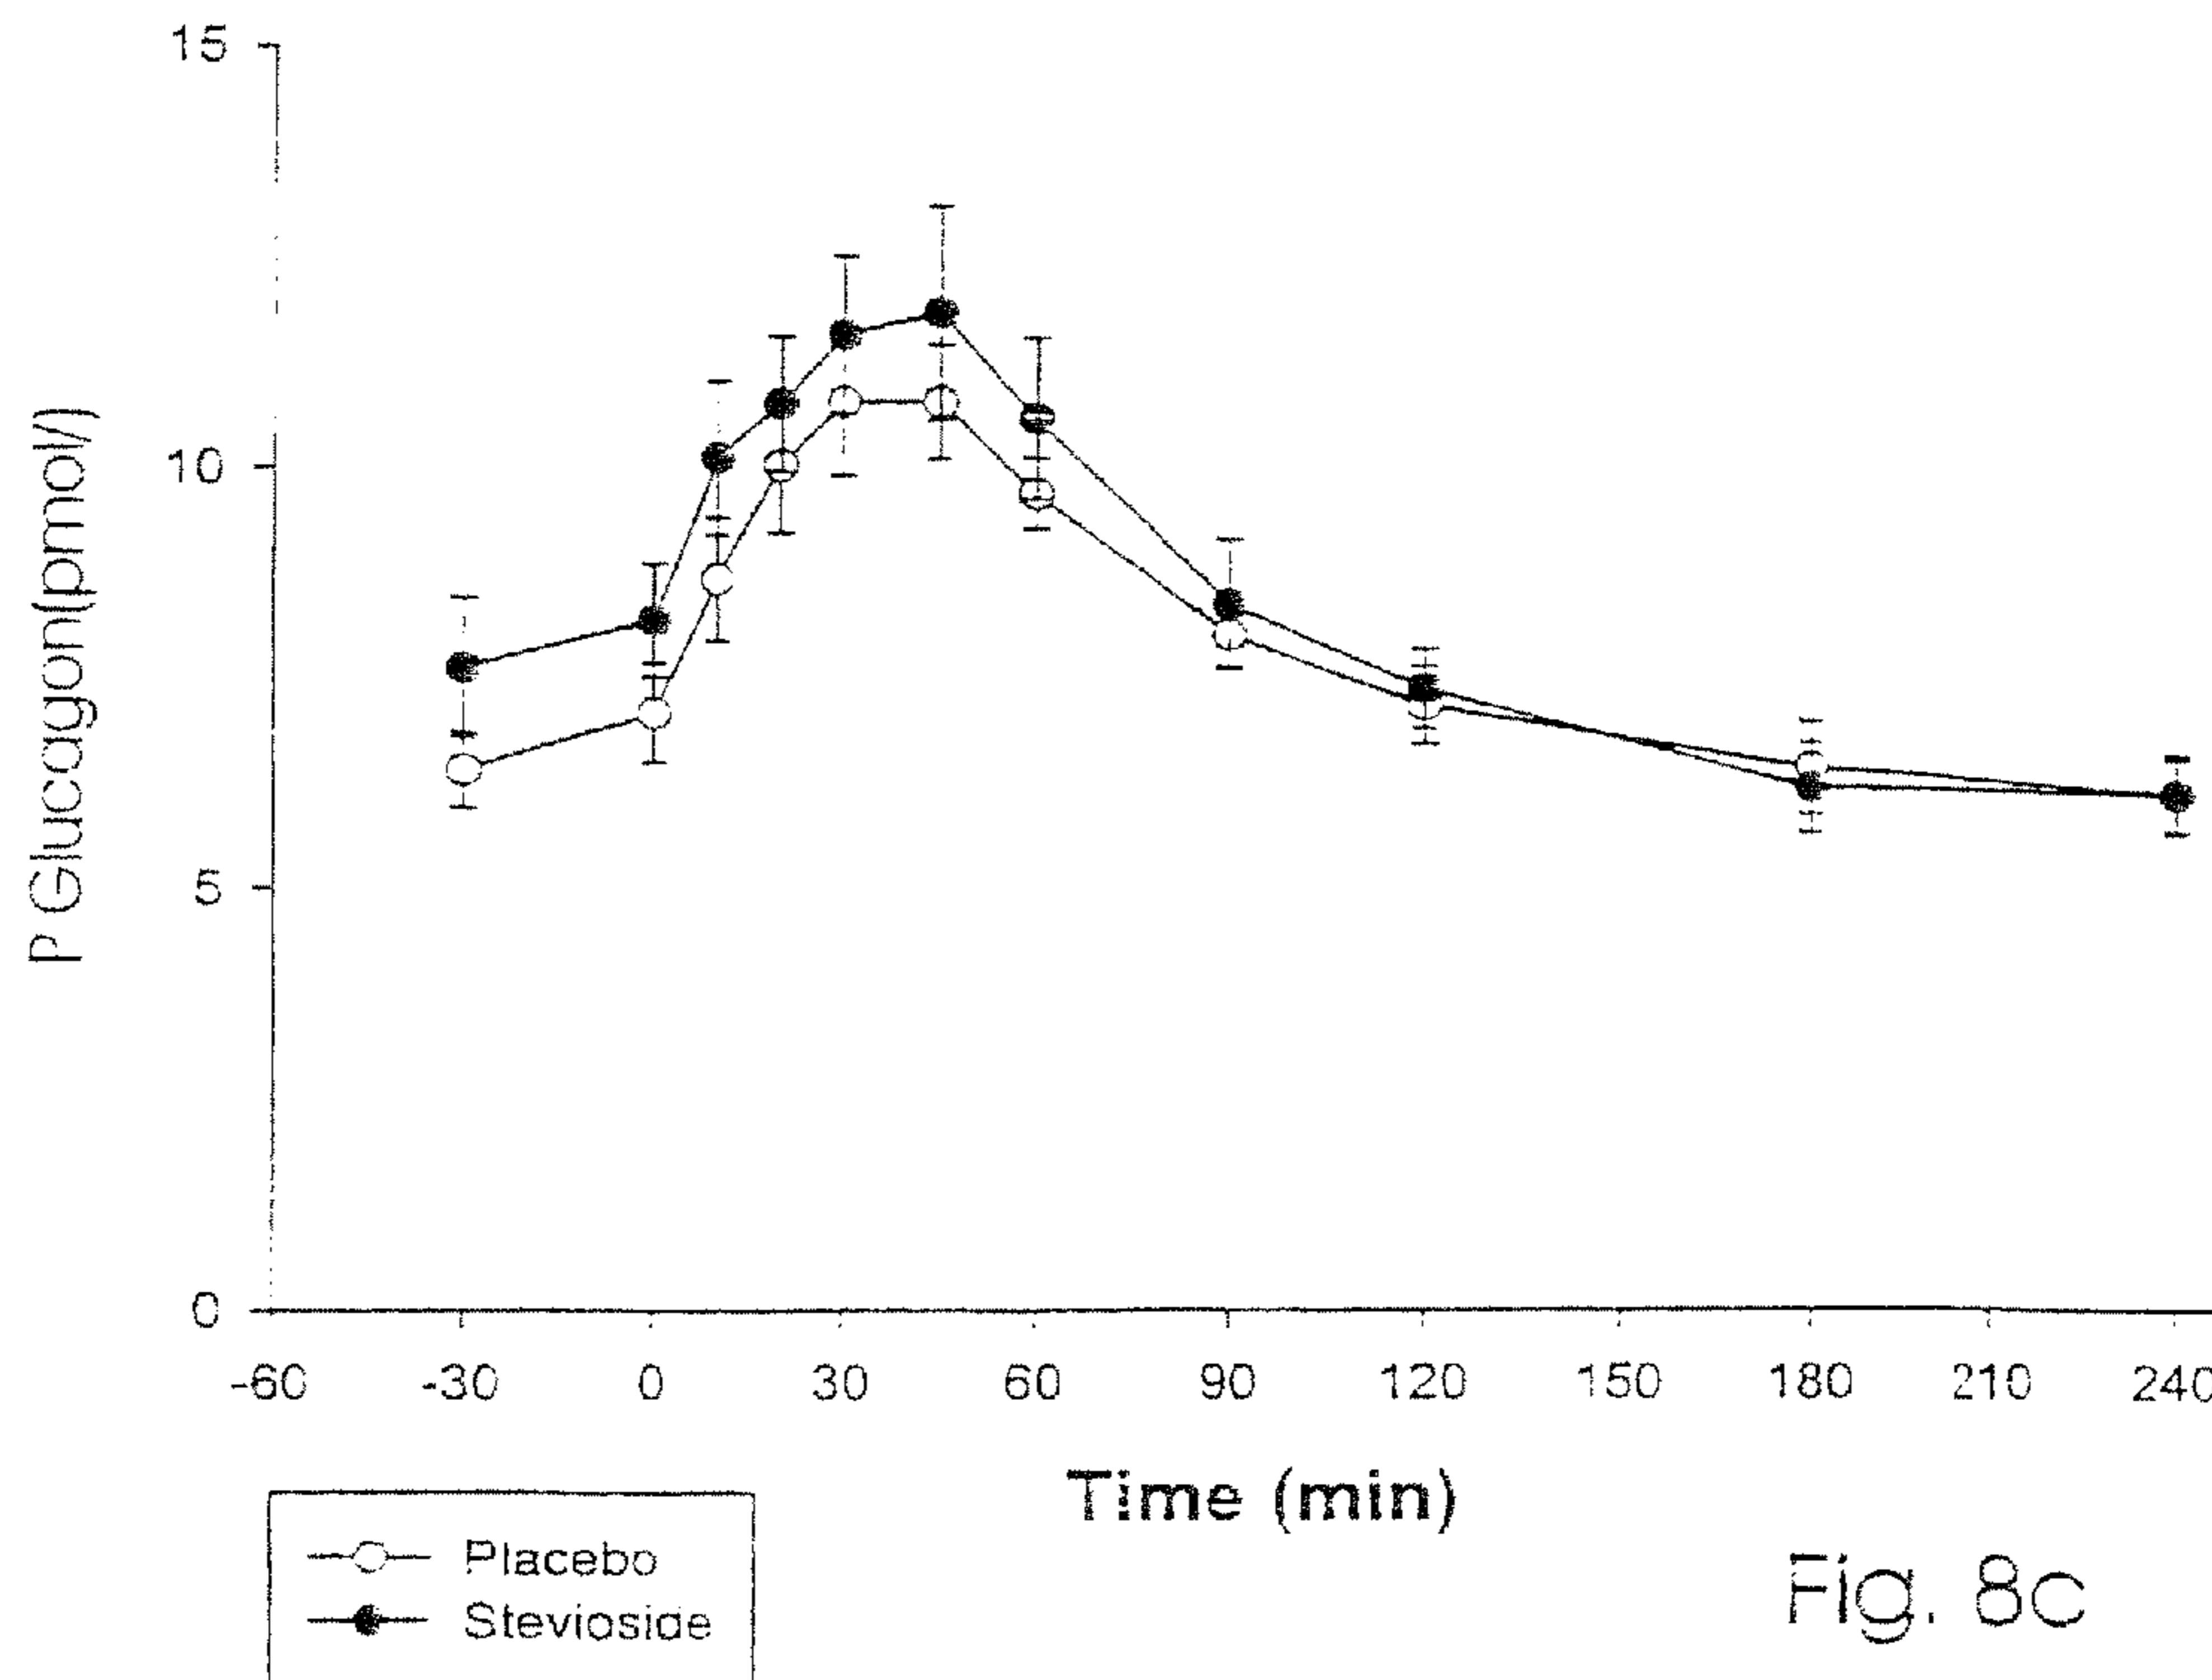 15
10
5
0
P Glucagon(pmol/l)
-60 -30 0 30 60 90 120 150 180 210 240
Time (min)
Placebo
Stevioside
Fig. 8c